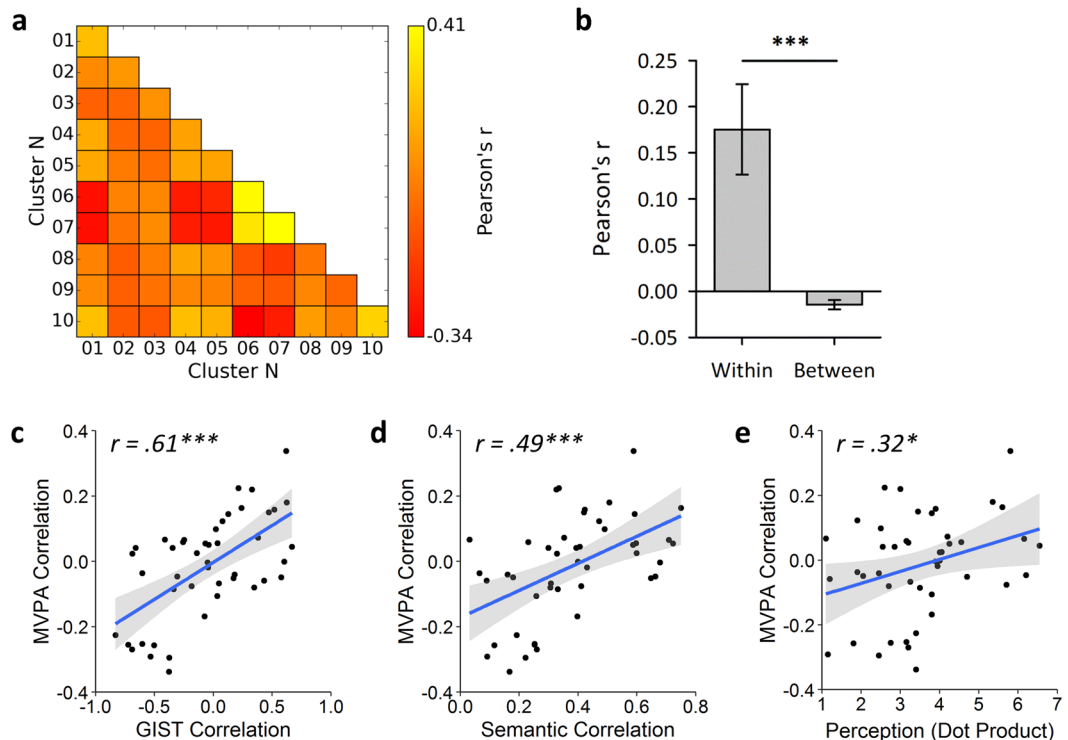 a
01
02
03
04
05
06
07
08
09
10
Cluster N
01 02 03 04 05 06 07 08 09 10
Cluster N
0.41
-0.34
Pearson's r
b
***
0.25
0.20
0.15
0.10
0.05
0.00
-0.05
Pearson's r
Within Between
c
r = .61***
0.4
0.2
0.0
-0.2
-0.4
MVPA Correlation
-1.0 -0.5 0.0 0.5 1.0
GIST Correlation
d
r = .49***
0.4
0.2
0.0
-0.2
-0.4
MVPA Correlation
0.0 0.2 0.4 0.6 0.8
Semantic Correlation
e
r = .32*
0.4
0.2
0.0
-0.2
-0.4
MVPA Correlation
1 2 3 4 5 6 7
Perception (Dot Product)